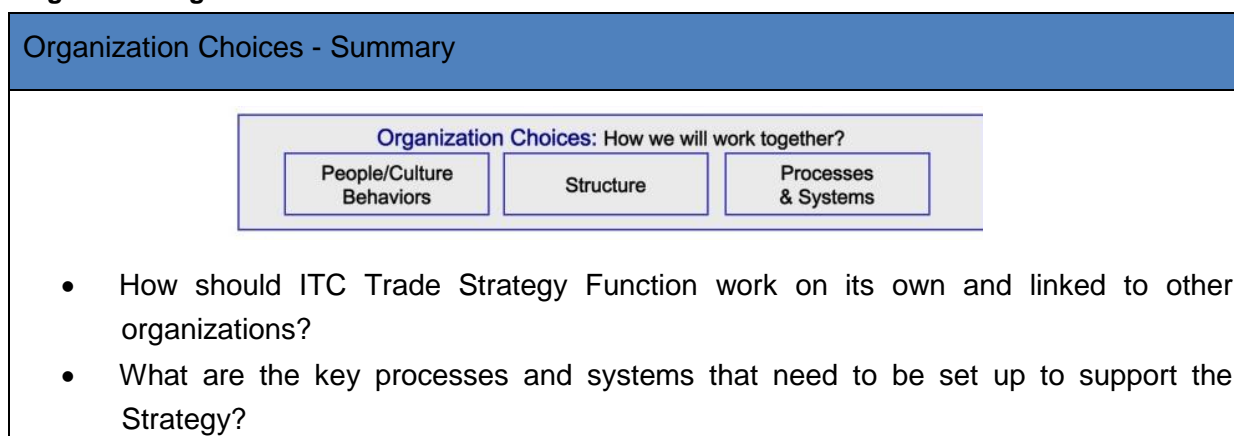 Organization Choices - Summary
Organization Choices: How we will work together?
People/Culture
Behaviors
Structure
Processes
& Systems
• How should ITC Trade Strategy Function work on its own and linked to other
organizations?
• What are the key processes and systems that need to be set up to support the
Strategy?